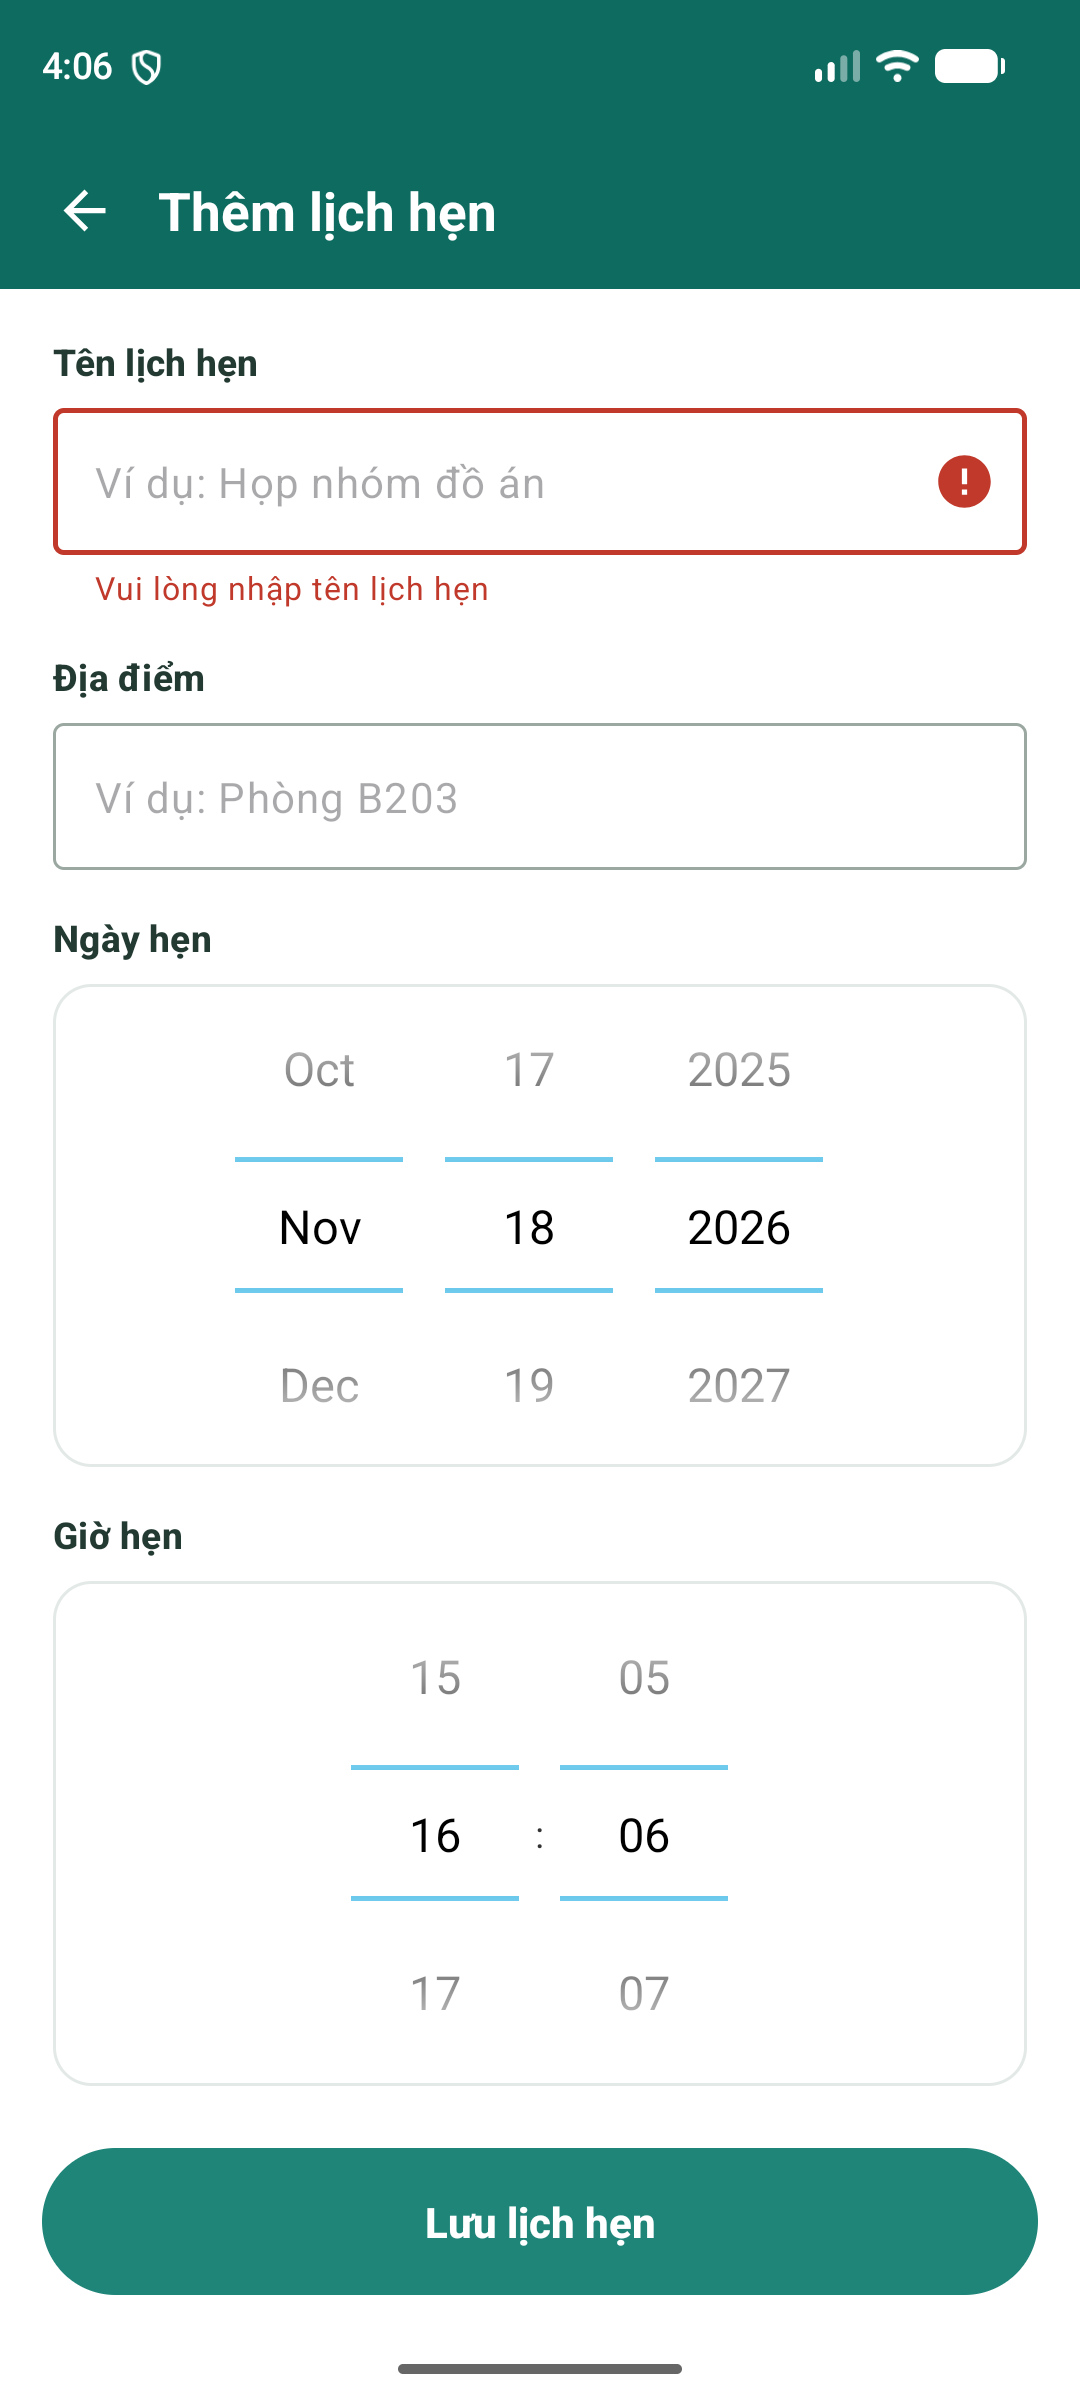 4:06
Thêm lịch hẹn
Tên lịch hẹn
Ví dụ: Họp nhóm đồ án
Vui lòng nhập tên lịch hẹn
Địa điểm
Ví dụ: Phòng B203
Ngày hẹn
Oct 17 2025
Nov 18 2026
Dec 19 2027
Giờ hẹn
15 05
16 : 06
17 07
Lưu lịch hẹn